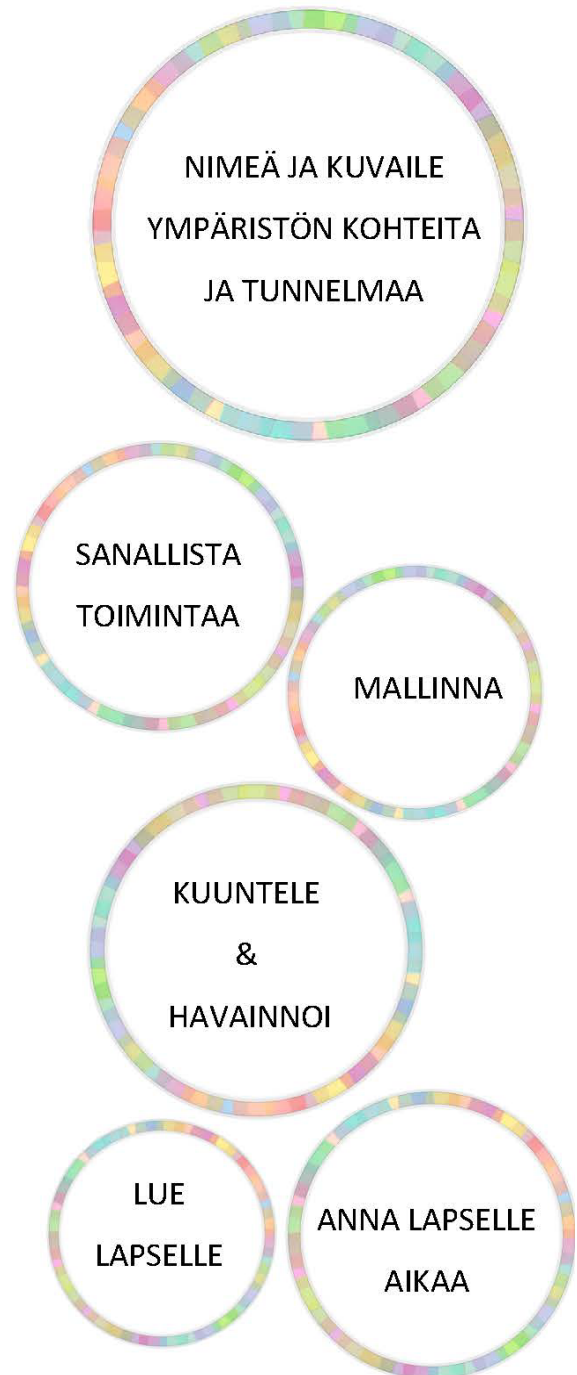 NIMEÄ JA KUVAILE
YMPÄRISTÖN KOHTEITA
JA TUNNELMAA
SANALLISTA
TOIMINTAA
MALLINNA
KUUNTELE
&
HAVAINNOI
LUE
LAPSELLE
ANNA LAPSELLE
AIKAA